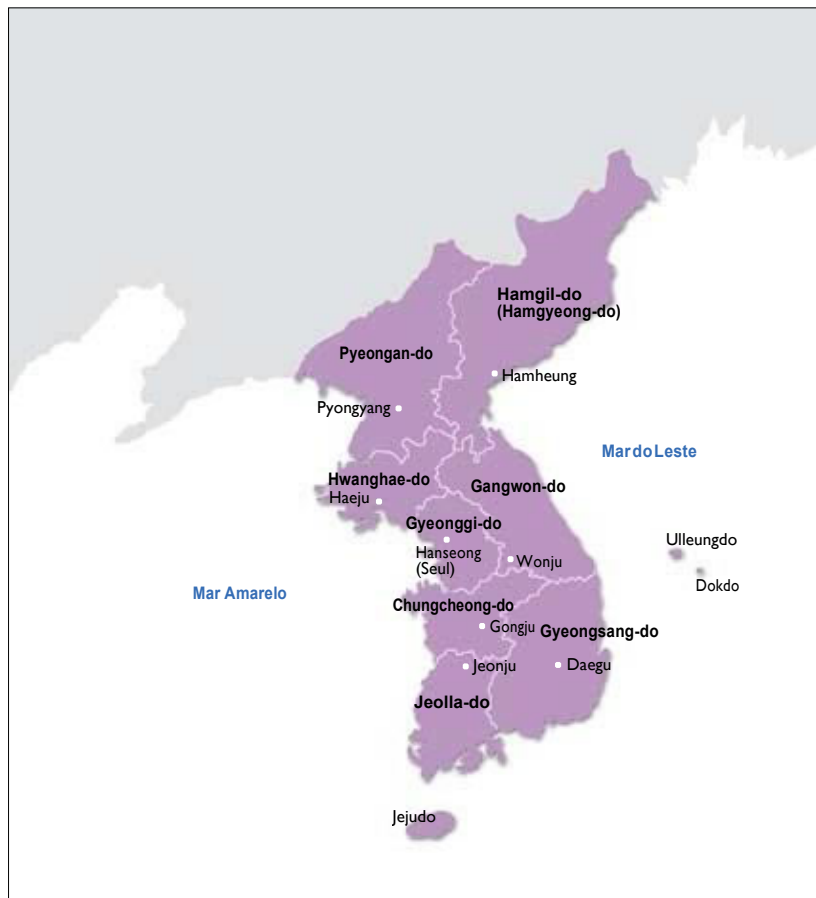 Hamgil-do
(Hamgyeong-do)
Pyeongan-do
Hamheung
Pyongyang
Mar do Leste
Hwanghae-do
Gangwon-do
Haeju
Gyeonggi-do
Ulleungdo
Hanseong
(Seul)
Wonju
Dokdo
Mar Amarelo
Chungcheong-do
Gongju
Gyeongsang-do
Jeonju
Daegu
Jeolla-do
Jejudo